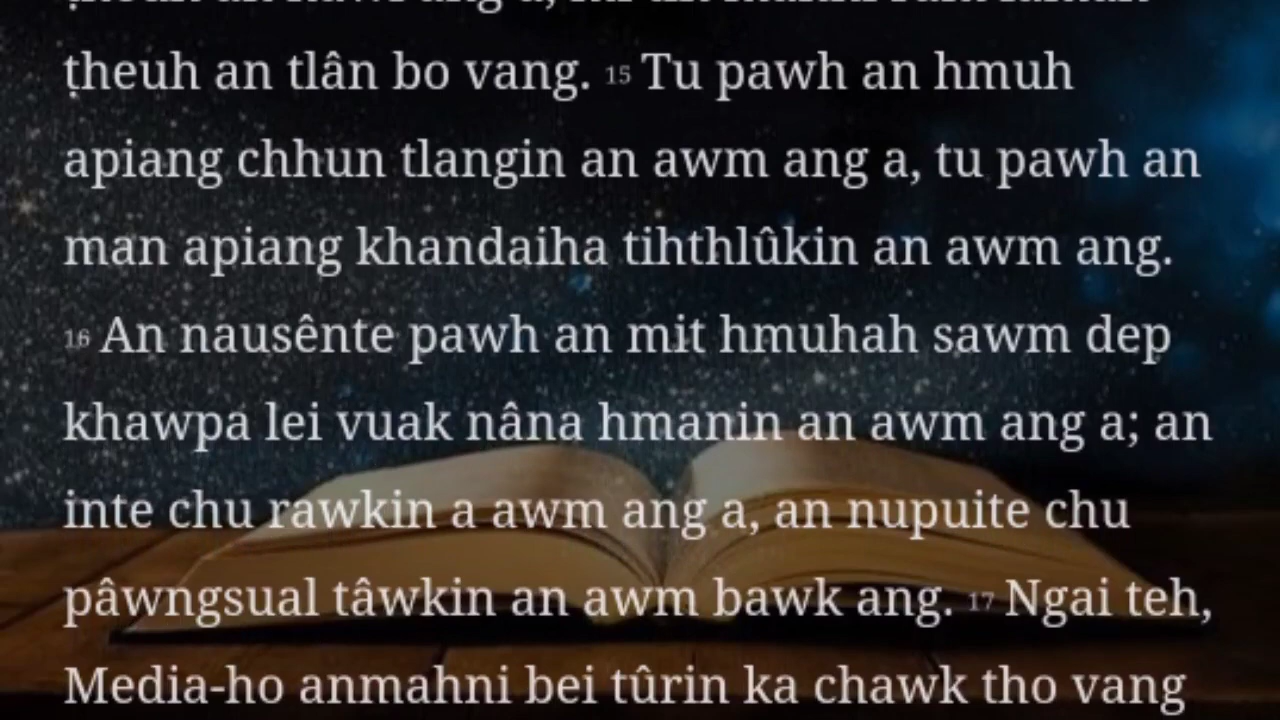 ṭheuh an tlân bo vang. 15 Tu pawh an hmuh
apiang chhun tlangin an awm ang a, tu pawh an
man apiang khandaiha tihthlûkin an awm ang.
16 An nausênte pawh an mit hmuhah sawm dep
khawpa lei vuak nâna hmanin an awm ang a; an
inte chu rawkin a awm ang a, an nupuite chu
pâwngsual tâwkin an awm bawk ang. 17 Ngai teh,
Media-ho anmahni bei tûrin ka chawk tho vang